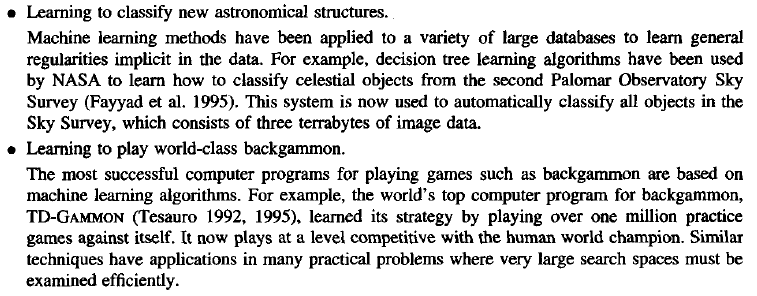 • Learning to classify new astronomical structures.
Machine learning methods have been applied to a variety of large databases to learn general
regularities implicit in the data. For example, decision tree learning algorithms have been used
by NASA to learn how to classify celestial objects from the second Palomar Observatory Sky
Survey (Fayyad et al. 1995). This system is now used to automatically classify all objects in the
Sky Survey, which consists of three terrabytes of image data.
• Learning to play world-class backgammon.
The most successful computer programs for playing games such as backgammon are based on
machine learning algorithms. For example, the world's top computer program for backgammon,
TD-GAMMON (Tesauro 1992, 1995), learned its strategy by playing over one million practice
games against itself. It now plays at a level competitive with the human world champion. Similar
techniques have applications in many practical problems where very large search spaces must be
examined efficiently.